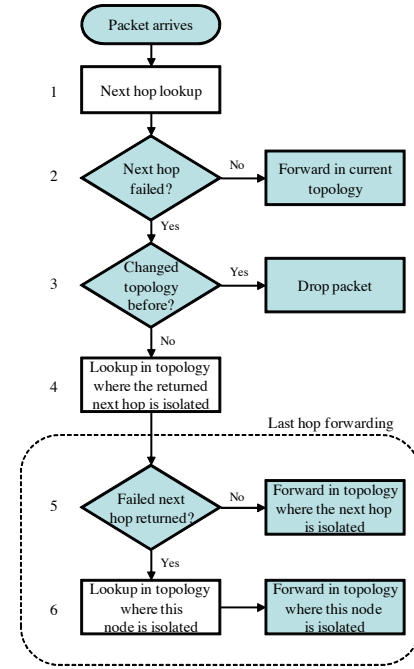 Packet arrives
1
Next hop lookup
2
Next hop
failed?
No
Forward in current
topology
Yes
3
Changed
topology
before?
Yes
Drop packet
No
4
Lookup in topology
where the returned
next hop is isolated
Last hop forwarding
5
Failed next
hop returned?
No
Forward in topology
where the next hop
is isolated
Yes
6
Lookup in topology
where this
node is isolated
Forward in topology
where this node
is isolated